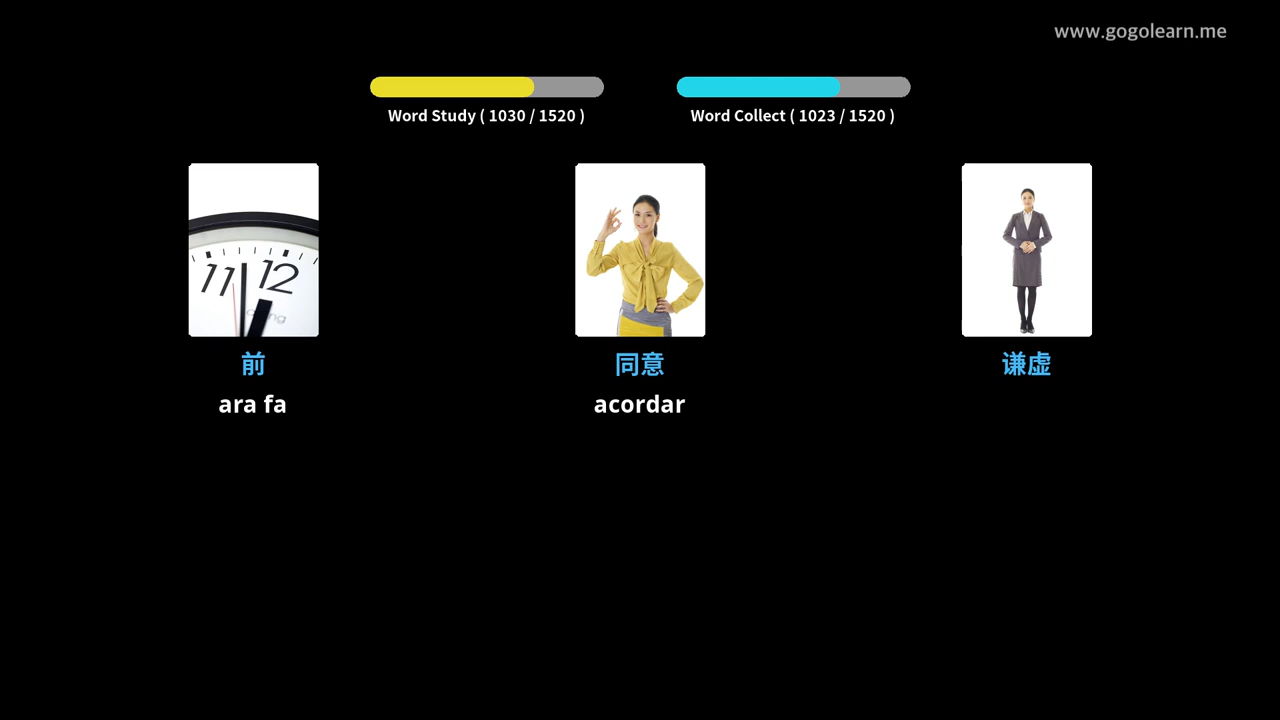 www.gogolearn.me
Word Study ( 1030 / 1520 )
Word Collect ( 1023 / 1520 )
11 12
前
ara fa
同意
acordar
谦虚